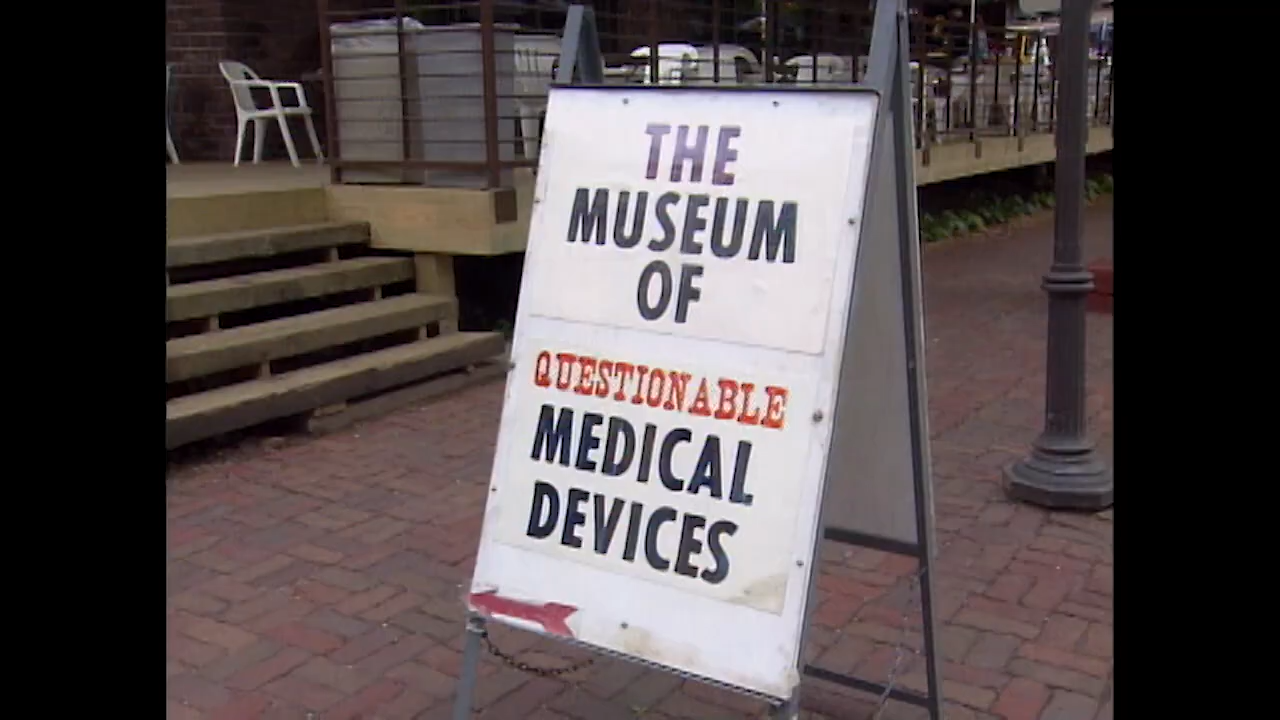 THE
MUSEUM
OF
QUESTIONABLE
MEDICAL
DEVICES